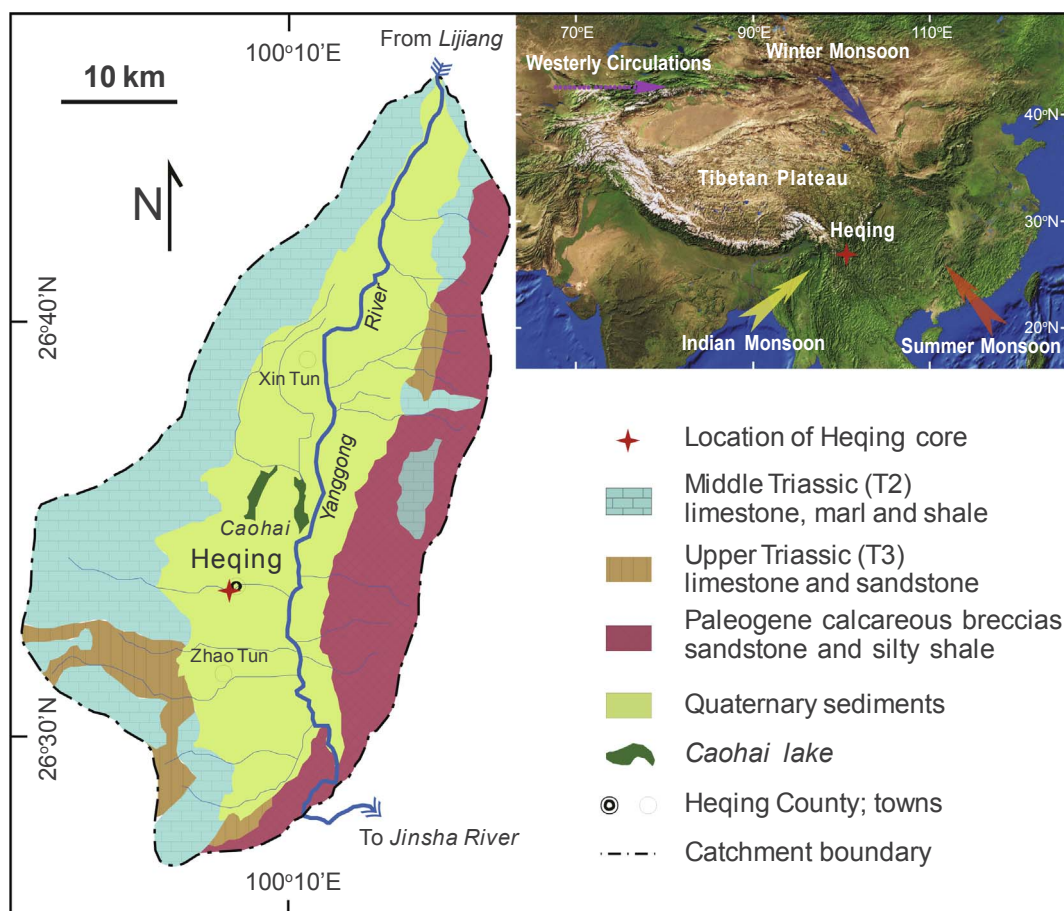 100°10'
From Lijiang
10 km
N
26°40'N
River
Xin Tun
Yanggong
Caohai
Heqing
Zhao Tun
26°30'N
To Jinsha River
100°10'
70°E
90°E
110°E
Winter Monsoon
Westerly Circulations
40°N
Tibetan Plateau
30°N
Heqing
20°N
Indian Monsoon
Summer Monsoon
Location of Heqing core
Middle Triassic (T2)
limestone, marl and shale
Upper Triassic (T3)
limestone and sandstone
Paleogene calcareous breccias
sandstone and silty shale
Quaternary sediments
Caohai lake
Heqing County; towns
Catchment boundary